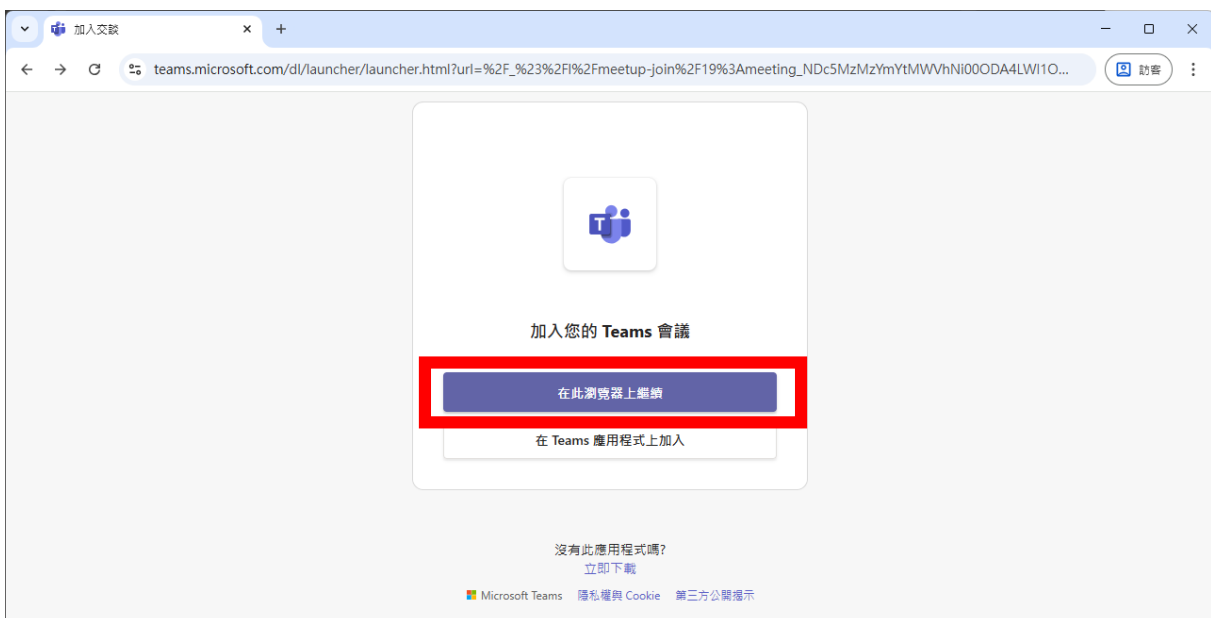 加入交談
teams.microsoft.com/dl/launcher/launcher.html?url=%2F_%23%2Fl%2Fmeetup-join%2F19%3Ameeting_NDc5MzMzYmYtMWVhNi00ODA4LWI1O...
訪客
T
加入您的 Teams 會議
在此瀏覽器上繼續
在 Teams 應用程式上加入
沒有此應用程式嗎?
立即下載
Microsoft Teams 隱私權與 Cookie 第三方公開揭示